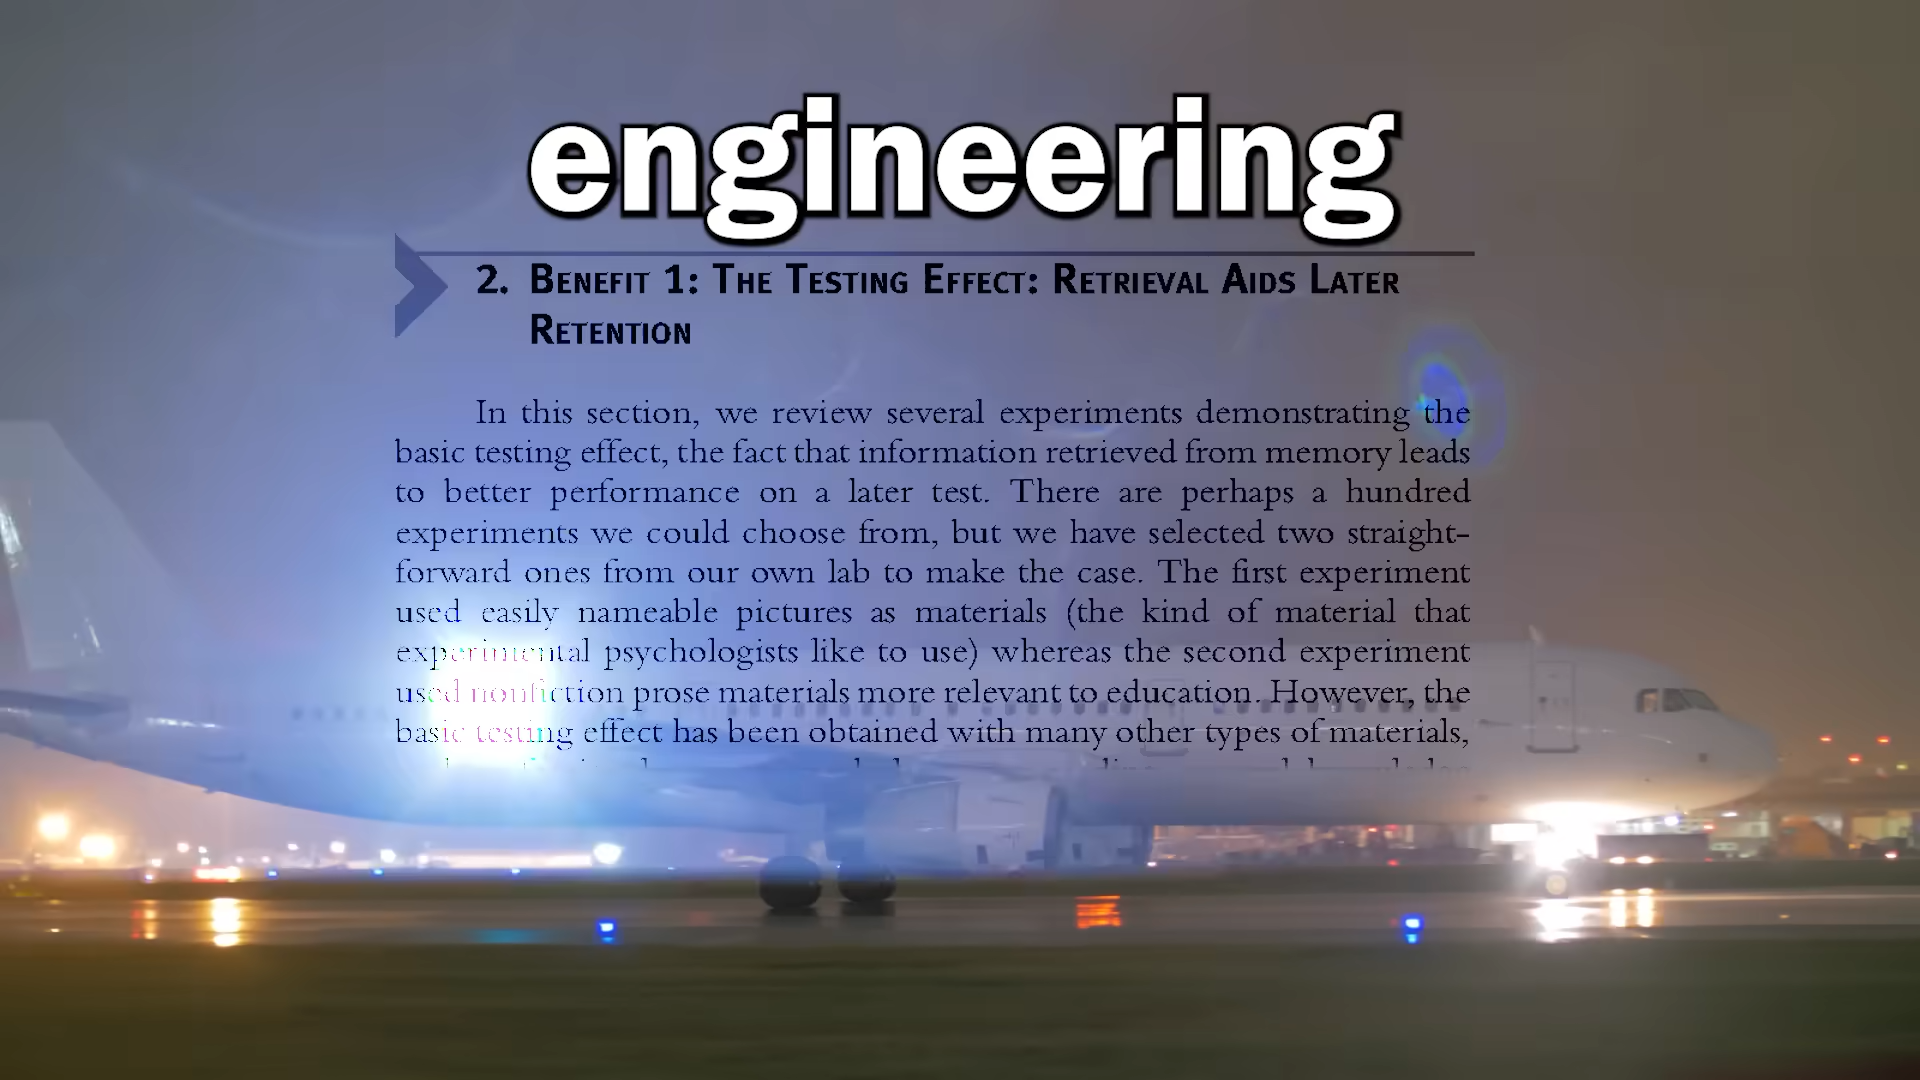 engineering
2. Benefit 1: The Testing Effect: Retrieval Aids Later
Retention
In this section, we review several experiments demonstrating the
basic testing effect, the fact that information retrieved from memory leads
to better performance on a later test. There are perhaps a hundred
experiments we could choose from, but we have selected two straight-
forward ones from our own lab to make the case. The first experiment
used easily nameable pictures as materials (the kind of material that
experimental psychologists like to use) whereas the second experiment
used nonfiction prose materials more relevant to education. However, the
basic testing effect has been obtained with many other types of materials,